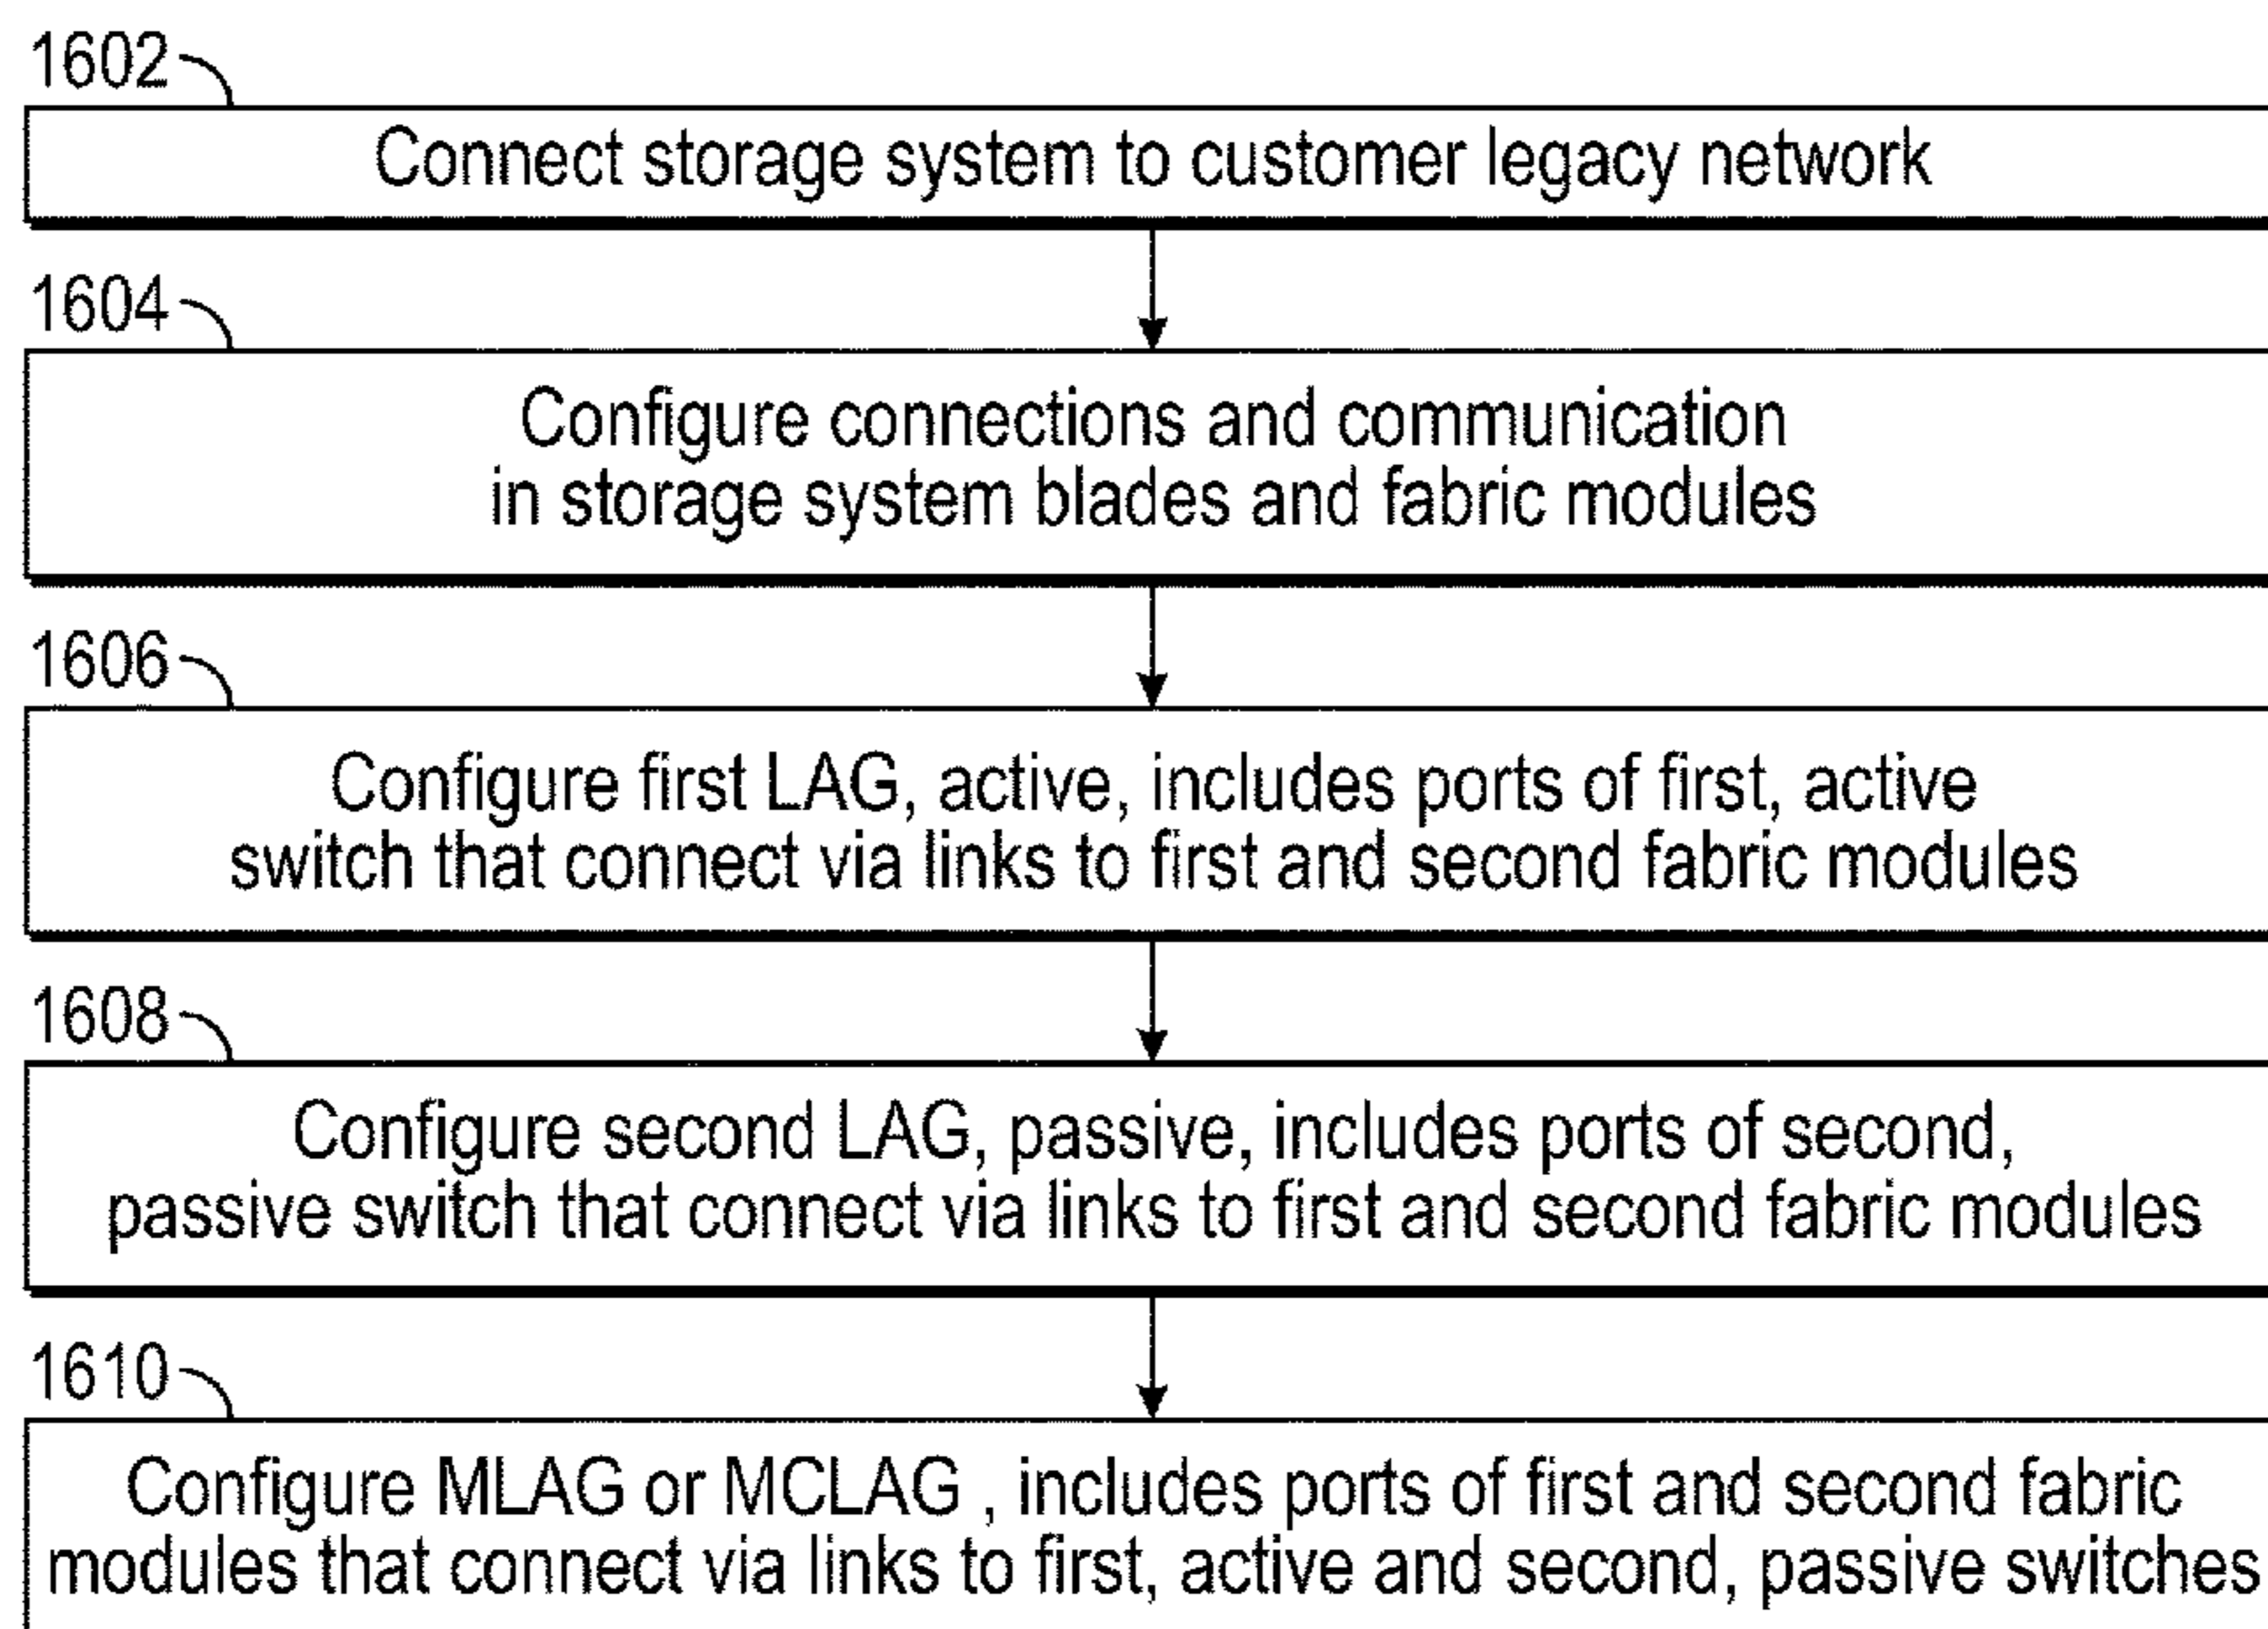 1602
Connect storage system to customer legacy network
1604
Configure connections and communication
in storage system blades and fabric modules
1606
Configure first LAG, active, includes ports of first, active
switch that connect via links to first and second fabric modules
1608
Configure second LAG, passive, includes ports of second,
passive switch that connect via links to first and second fabric modules
1610
Configure MLAG or MCLAG , includes ports of first and second fabric
modules that connect via links to first, active and second, passive switches